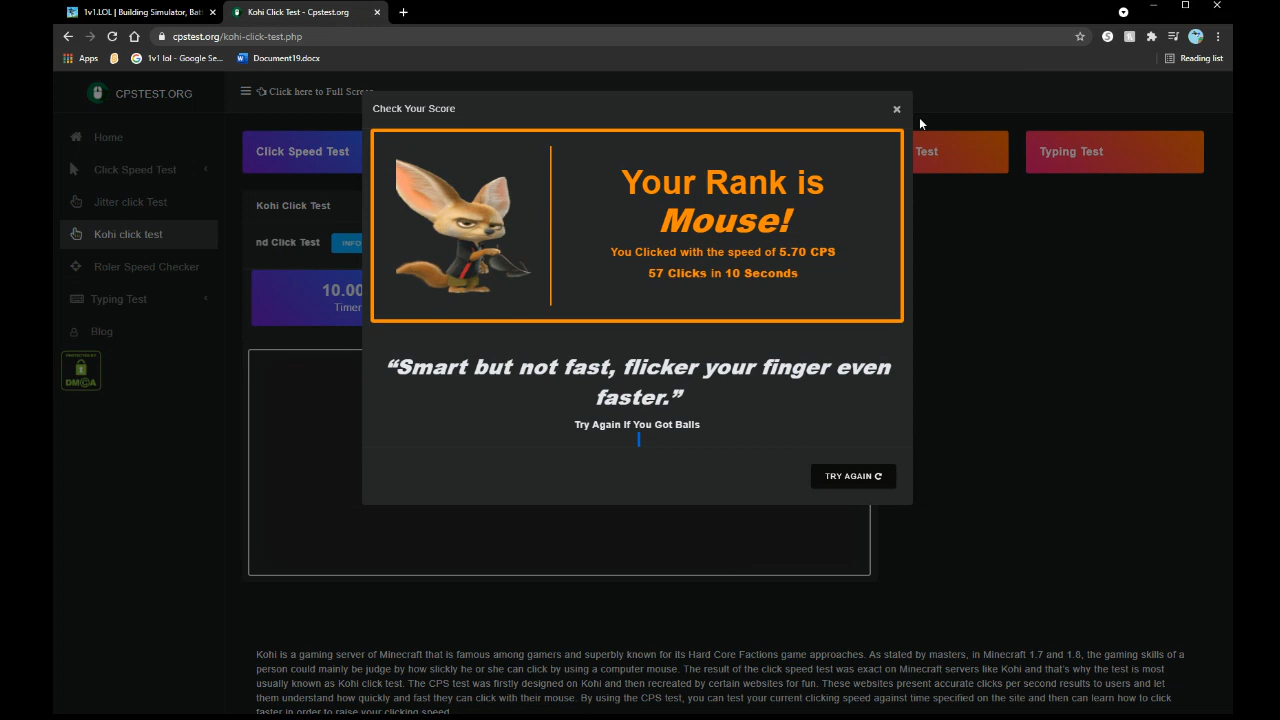 1v1.LOL | Building Simulator, Bat
Kohi Click Test - Cpstest.org
cpstest.org/kohi-click-test.php
Apps
1v1 lol - Google Se...
Document19.docx
Reading list
CPSTEST.ORG
Click here to Full Screen
Check Your Score
Home
Click Speed Test
Jitter click Test
Kohi click test
Roler Speed Checker
Typing Test
Blog
PROTECTED BY
DMCA
Click Speed Test
Test
Typing Test
Kohi Click Test
nd Click Test
INFO
10.00
Timer
Your Rank is
Mouse!
You Clicked with the speed of 5.70 CPS
57 Clicks in 10 Seconds
“Smart but not fast, flicker your finger even
faster.”
Try Again If You Got Balls
TRY AGAIN
Kohi is a gaming server of Minecraft that is famous among gamers and superbly known for its Hard Core Factions game approaches. As stated by masters, in Minecraft 1.7 and 1.8, the gaming skills of a
person could mainly be judge by how slickly he or she can click by using a computer mouse. The result of the click speed test was exact on Minecraft servers like Kohi and that's why the test is most
usually known as Kohi click test. The CPS test was firstly designed on Kohi and then recreated by certain websites for fun. These websites present accurate clicks per second results to users and let
them understand how quickly and fast they can click with their mouse. By using the CPS test, you can test your current clicking speed against time specified on the site and then can learn how to click
faster in order to raise your clicking speed.